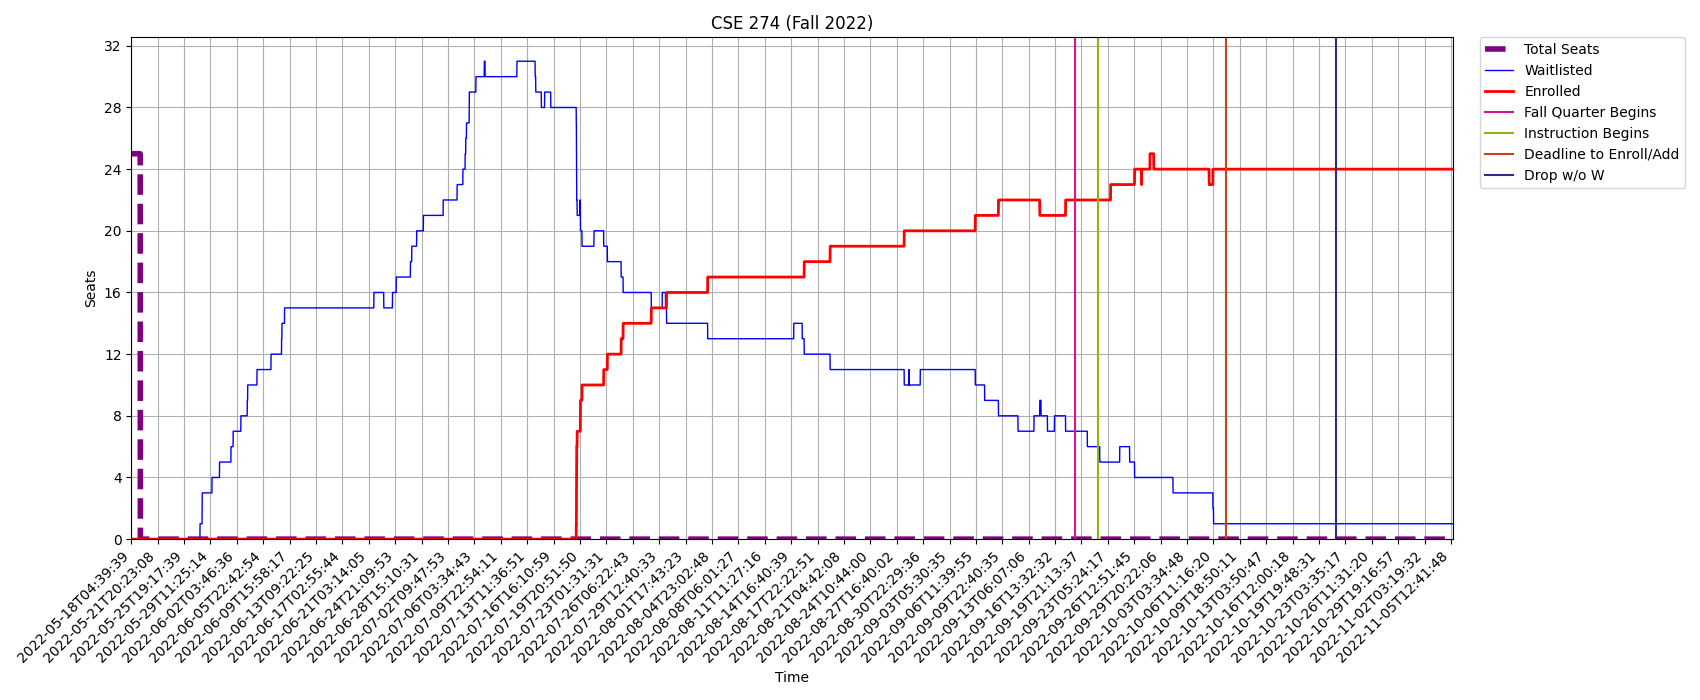 CSE 274 (Fall 2022)
32
28
24
20
16
12
8
4
0
Seats
2022-05-18T04:39:39
2022-05-21T20:23:08
2022-05-25T19:17:39
2022-05-29T11:25:14
2022-06-02T03:46:36
2022-06-05T22:42:54
2022-06-09T15:58:17
2022-06-13T09:22:25
2022-06-17T02:55:44
2022-06-21T03:14:05
2022-06-24T21:09:53
2022-06-28T15:10:31
2022-07-02T09:47:53
2022-07-06T03:34:43
2022-07-09T22:54:11
2022-07-13T11:36:51
2022-07-16T16:10:59
2022-07-19T20:51:50
2022-07-23T01:31:31
2022-07-26T06:22:43
2022-07-29T12:40:33
2022-08-01T17:43:23
2022-08-04T23:02:48
2022-08-08T06:01:27
2022-08-11T11:27:16
2022-08-14T16:40:39
2022-08-17T22:22:51
2022-08-21T04:42:08
2022-08-24T10:44:00
2022-08-27T16:40:02
2022-08-30T22:29:36
2022-09-03T05:30:35
2022-09-06T11:39:55
2022-09-09T22:40:35
2022-09-13T06:07:06
2022-09-16T13:32:32
2022-09-19T21:13:37
2022-09-23T05:24:17
2022-09-26T12:51:45
2022-09-29T20:22:06
2022-10-03T03:34:48
2022-10-06T11:16:20
2022-10-09T18:50:11
2022-10-13T03:50:47
2022-10-16T12:00:18
2022-10-19T19:48:31
2022-10-23T03:35:17
2022-10-26T11:31:20
2022-10-29T19:16:57
2022-11-02T03:19:32
2022-11-05T12:41:48
Time
Total Seats
Waitlisted
Enrolled
Fall Quarter Begins
Instruction Begins
Deadline to Enroll/Add
Drop w/o W